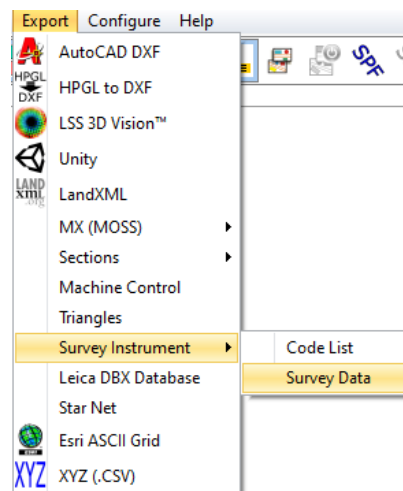 Export Configure Help
AutoCAD DXF
HPGL DXF
HPGL to DXF
SPF
LSS 3D Vision™
Unity
LAND xml .org
LandXML
MX (MOSS)
Sections
Machine Control
Triangles
Survey Instrument
Code List
Leica DBX Database
Survey Data
Star Net
Esri ASCII Grid
XYZ XYZ (.CSV)